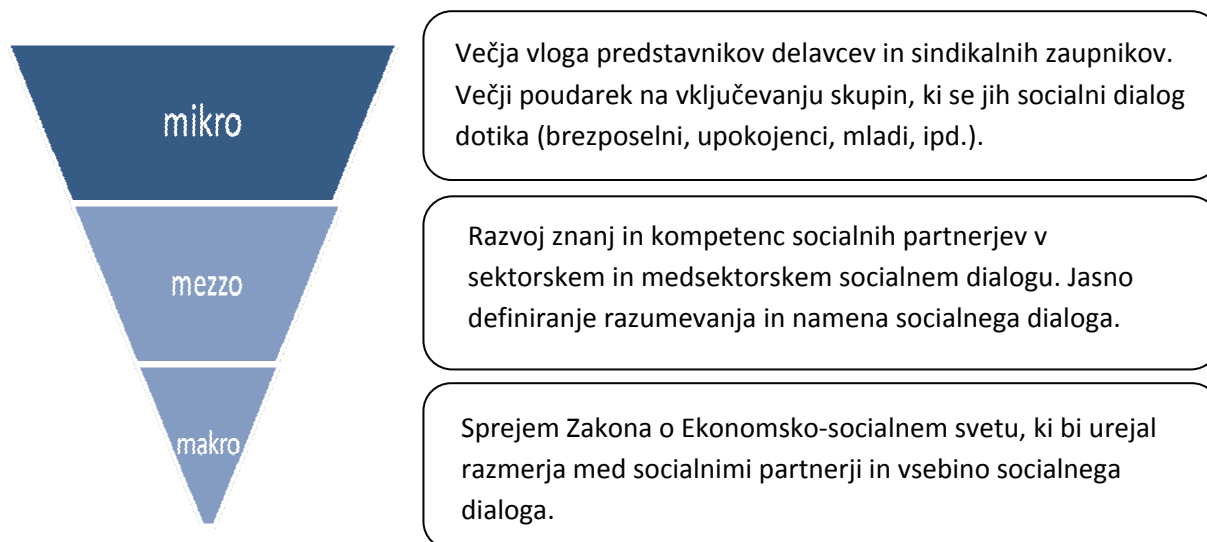 mikro
Večja vloga predstavnikov delavcev in sindikalnih zaupnikov.
Večji poudarek na vključevanju skupin, ki se jih socialni dialog
dotika (brezposelni, upokojenci, mladi, ipd.).
mezzo
Razvoj znanj in kompetenc socialnih partnerjev v
sektorskem in medsektorskem socialnem dialogu. Jasno
definiranje razumevanja in namena socialnega dialoga.
makro
Sprejem Zakona o Ekonomsko-socialnem svetu, ki bi urejal
razmerja med socialnimi partnerji in vsebino socialnega
dialoga.